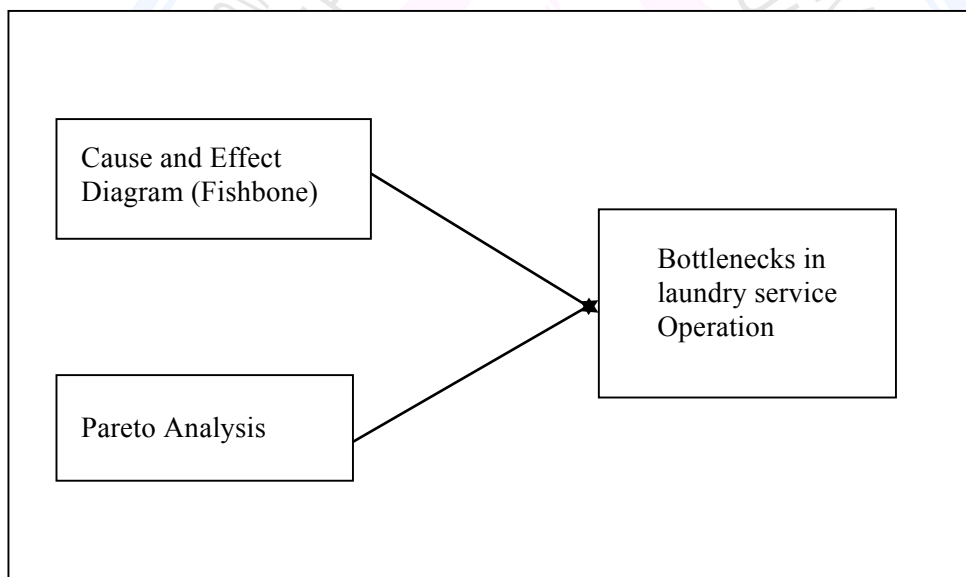 Cause and Effect
Diagram (Fishbone)
Bottlenecks in
laundry service
Operation
Pareto Analysis